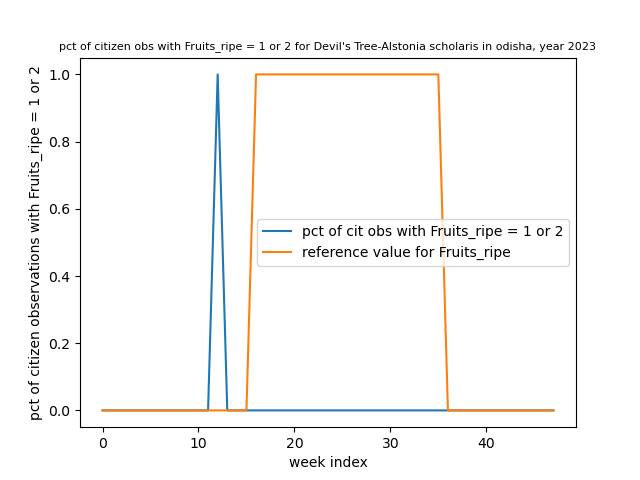 pct of citizen obs with Fruits_ripe = 1 or 2 for Devil's Tree-Alstonia scholaris in odisha, year 2023
pct of citizen observations with Fruits_ripe = 1 or 2
1.0
0.8
0.6
0.4
0.2
0.0
pct of cit obs with Fruits_ripe = 1 or 2
reference value for Fruits_ripe
0
10
20
30
40
week index